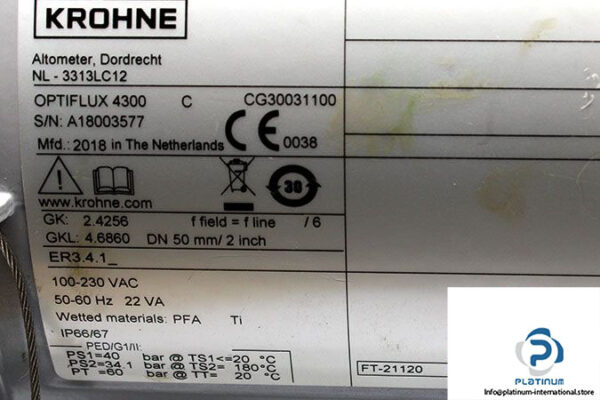 KROHNE
Altometer, Dordrecht
NL - 3313LC12
OPTIFLUX 4300 C CG30031100
S/N: A18003577
CE 0038
Mfd.: 2018 in The Netherlands
30
www.krohne.com
GK: 2.4256 f field = f line / 6
GKL: 4.6860 DN 50 mm/ 2 inch
ER3.4.1_
100-230 VAC
50-60 Hz 22 VA
Wetted materials: PFA Ti
IP66/67
PED/G1/II:
PS1=40 bar @ TS1<=20 °C
PS2=34.1 bar @ TS2= 180°C
PT =60 bar @ TT= 20 °C
FT-21120
PLATINUM
Info@platinum-international.store